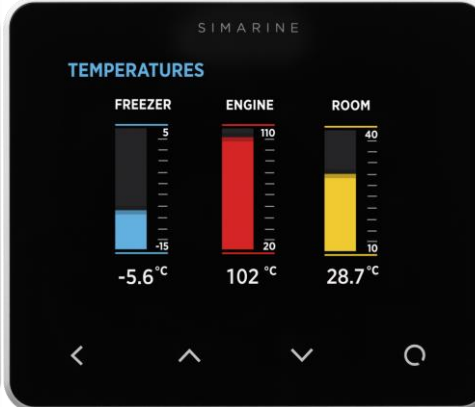 SIMARINE
TEMPERATURES
FREEZER ENGINE ROOM
5 110 40
-15 20 10
-5.6 °C 102 °C 28.7 °C